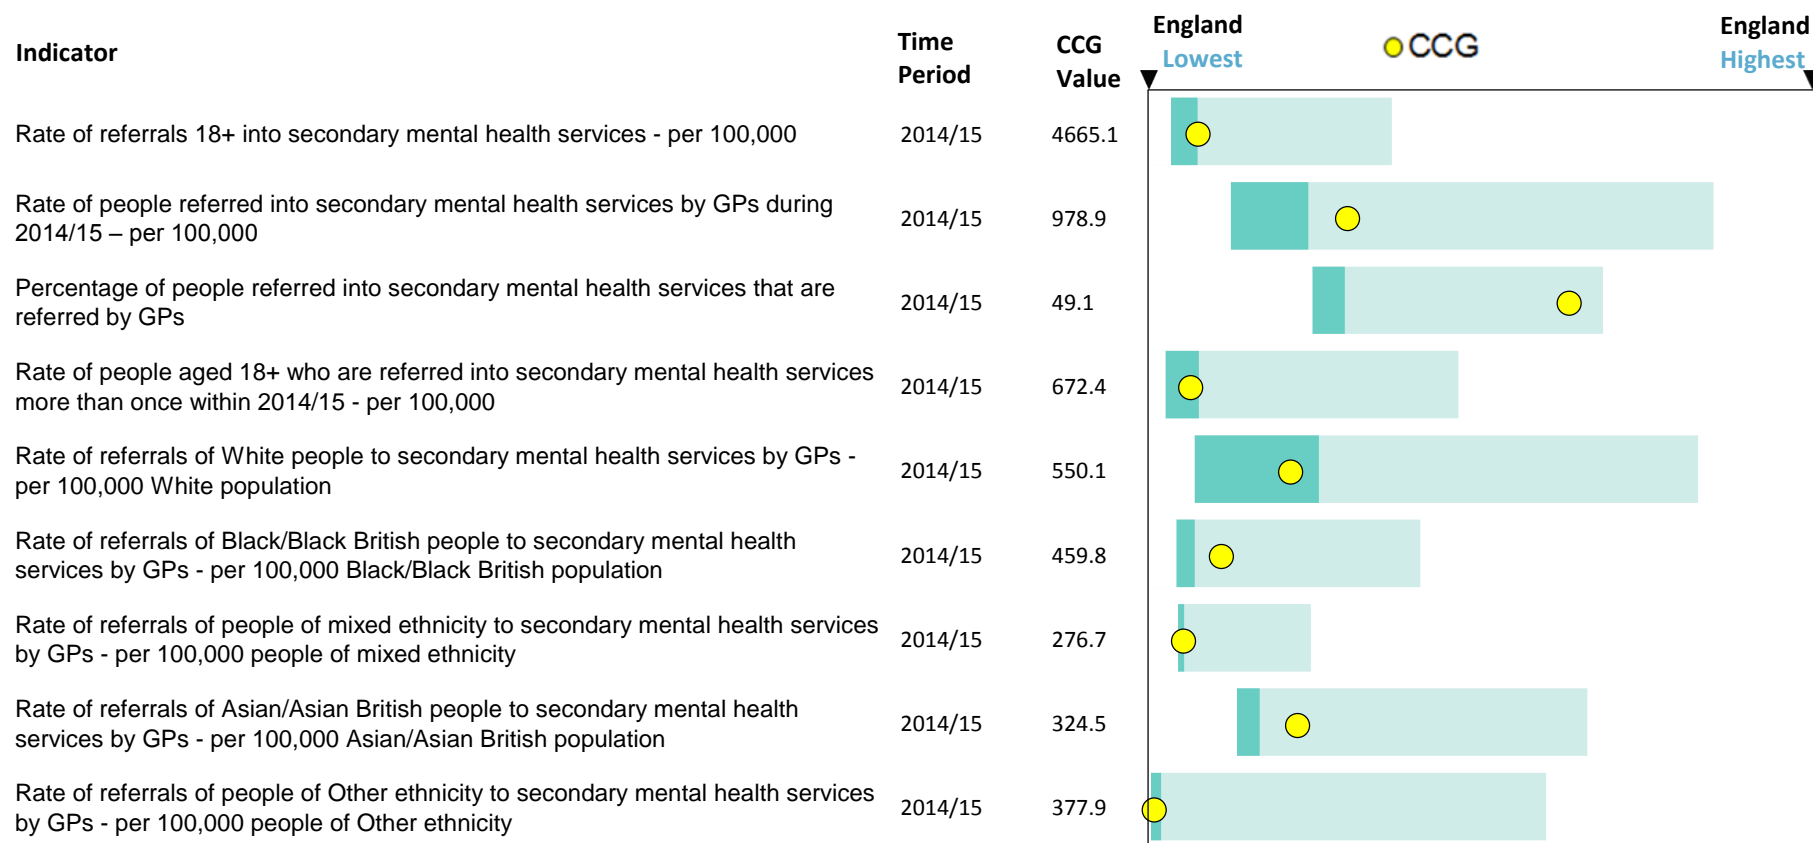 Indicator
Time Period
CCG Value
England Lowest
CCG
England Highest
Rate of referrals 18+ into secondary mental health services - per 100,000
2014/15
4665.1
Rate of people referred into secondary mental health services by GPs during
2014/15 – per 100,000
2014/15
978.9
Percentage of people referred into secondary mental health services that are
referred by GPs
2014/15
49.1
Rate of people aged 18+ who are referred into secondary mental health services
more than once within 2014/15 - per 100,000
2014/15
672.4
Rate of referrals of White people to secondary mental health services by GPs -
per 100,000 White population
2014/15
550.1
Rate of referrals of Black/Black British people to secondary mental health
services by GPs - per 100,000 Black/Black British population
2014/15
459.8
Rate of referrals of people of mixed ethnicity to secondary mental health services
by GPs - per 100,000 people of mixed ethnicity
2014/15
276.7
Rate of referrals of Asian/Asian British people to secondary mental health
services by GPs - per 100,000 Asian/Asian British population
2014/15
324.5
Rate of referrals of people of Other ethnicity to secondary mental health services
by GPs - per 100,000 people of Other ethnicity
2014/15
377.9